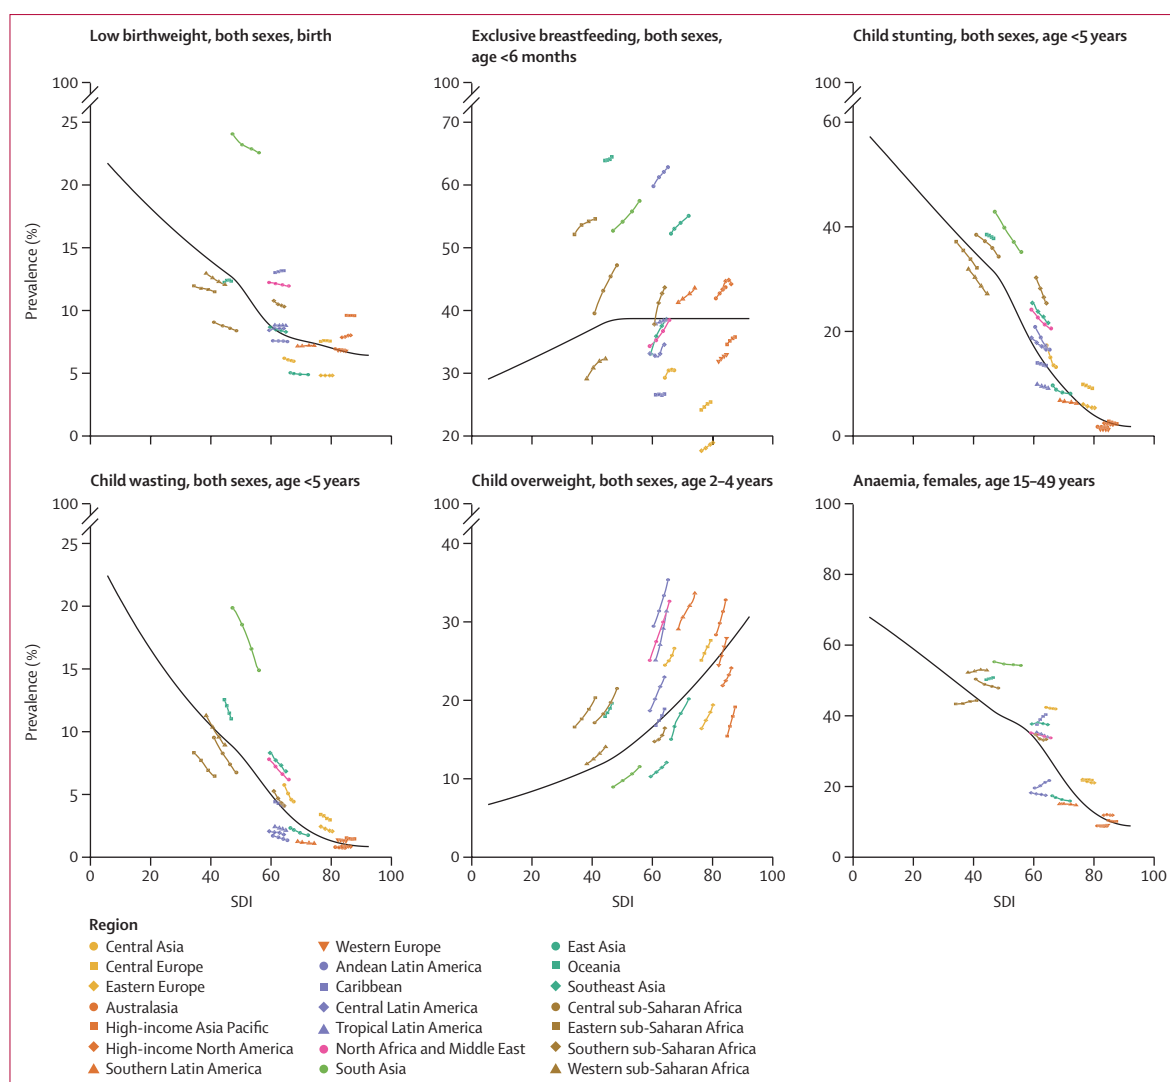 Low birthweight, both sexes, birth
Exclusive breastfeeding, both sexes,
age <6 months
Child stunting, both sexes, age <5 years
100
25
20
15
10
5
0
Prevalence (%)
100
70
60
50
40
30
20
100
60
40
20
0
Child wasting, both sexes, age <5 years
Child overweight, both sexes, age 2–4 years
Anaemia, females, age 15–49 years
100
25
20
15
10
5
0
Prevalence (%)
100
40
30
20
10
0
100
80
60
40
20
0
0 20 40 60 80 100
SDI
0 20 40 60 80 100
SDI
0 20 40 60 80 100
SDI
Region
Central Asia
Central Europe
Eastern Europe
Australasia
High-income Asia Pacific
High-income North America
Southern Latin America
Western Europe
Andean Latin America
Caribbean
Central Latin America
Tropical Latin America
North Africa and Middle East
South Asia
East Asia
Oceania
Southeast Asia
Central sub-Saharan Africa
Eastern sub-Saharan Africa
Southern sub-Saharan Africa
Western sub-Saharan Africa